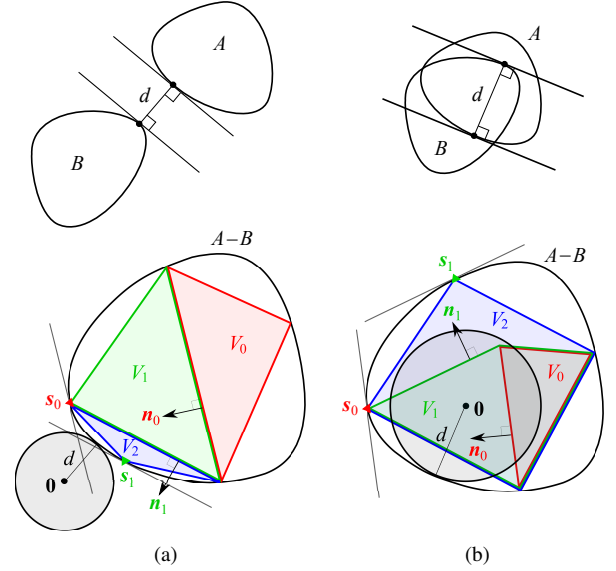 A
d
B
A
d
B
A−B
V₀
V₁
s₀
n₀
V₂
d
s₁
0
n₁
A−B
s₁
n₁
V₂
V₀
s₀
V₁
0
d
n₀
(a)
(b)